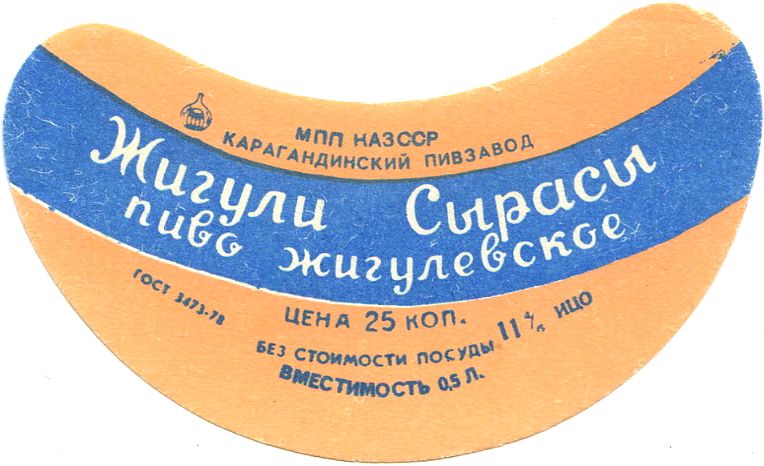 МПП КАЗССР
КАРАГАНДИНСКИЙ ПИВЗАВОД
Жигули Сырасы
пиво жигулевское
ГОСТ 3473-78
ЦЕНА 25 КОП.
БЕЗ СТОИМОСТИ ПОСУДЫ 11% ИЦО
ВМЕСТИМОСТЬ 0,5 Л.